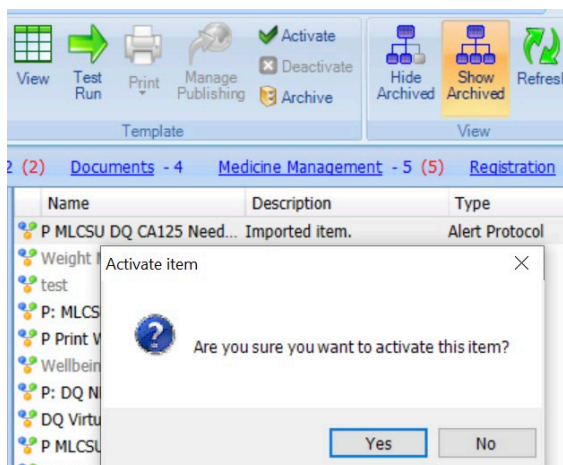 Activate
View Test Run Print Manage Publishing Deactivate Hide Archived Show Archived Refresh
Archive
Template View
2 (2) Documents - 4 Medicine Management - 5 (5) Registration
Name Description Type
P MLCSU DQ CA125 Need... Imported item. Alert Protocol
Weight
Activate item
test
P: MLCS
P Print
Are you sure you want to activate this item?
Wellbein
P: DQ
DQ Virtu
Yes No
P MLCSU